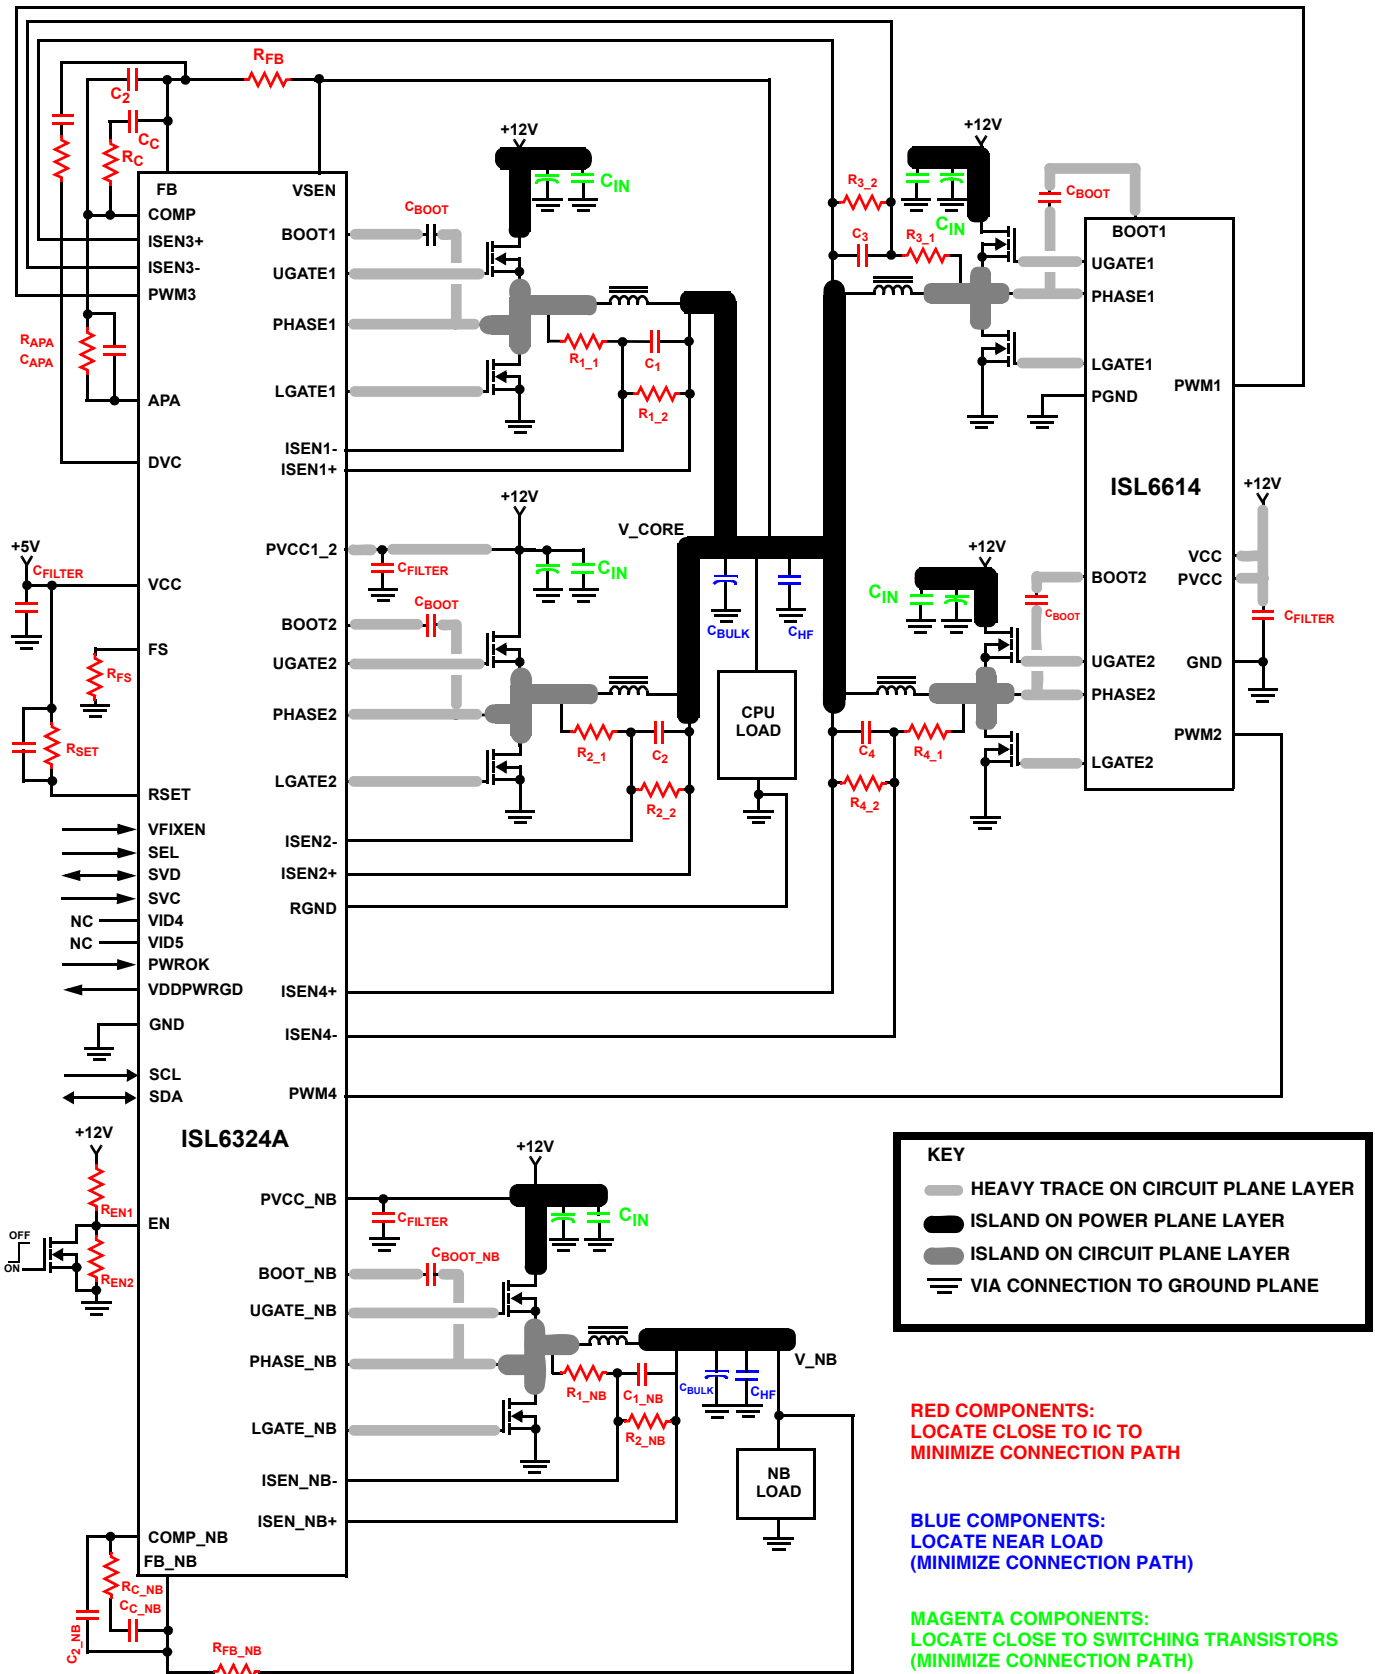 RFB
C2
CC
RC
+12V
+12V
FB
VSEN
COMP
ISEN3+
ISEN3-
PWM3
RAPA
CAPA
APA
DVC
BOOT1
UGATE1
PHASE1
LGATE1
ISEN1-
ISEN1+
CBOOT
CIN
R1_1
C1
R1_2
R3_2
C3
R3_1
CIN
CBOOT
BOOT1
UGATE1
PHASE1
LGATE1
PGND
PWM1
ISL6614
+12V
+12V
V_CORE
+12V
+5V
CFILTER
VCC
FS
RFS
RSET
RSET
PVCC1_2
CFILTER
CIN
BOOT2
CBOOT
UGATE2
PHASE2
LGATE2
R2_1
C2
R2_2
ISEN2-
ISEN2+
RGND
CBULK
CHF
CPU
LOAD
CIN
CBOOT
BOOT2
VCC
PVCC
CFILTER
GND
UGATE2
PHASE2
PWM2
LGATE2
C4
R4_1
R4_2
VFIXEN
SEL
SVD
SVC
NC
VID4
NC
VID5
PWROK
VDDPWRGD
GND
SCL
SDA
ISEN4+
ISEN4-
PWM4
+12V
ISL6324A
+12V
REN1
EN
OFF
ON
REN2
PVCC_NB
CFILTER
CIN
BOOT_NB
CBOOT_NB
UGATE_NB
PHASE_NB
LGATE_NB
V_NB
R1_NB
C1_NB
R2_NB
CBULK
CHF
NB
LOAD
ISEN_NB-
ISEN_NB+
COMP_NB
FB_NB
RC_NB
CC_NB
C2_NB
RFB_NB
KEY
HEAVY TRACE ON CIRCUIT PLANE LAYER
ISLAND ON POWER PLANE LAYER
ISLAND ON CIRCUIT PLANE LAYER
VIA CONNECTION TO GROUND PLANE
RED COMPONENTS:
LOCATE CLOSE TO IC TO
MINIMIZE CONNECTION PATH
BLUE COMPONENTS:
LOCATE NEAR LOAD
(MINIMIZE CONNECTION PATH)
MAGENTA COMPONENTS:
LOCATE CLOSE TO SWITCHING TRANSISTORS
(MINIMIZE CONNECTION PATH)